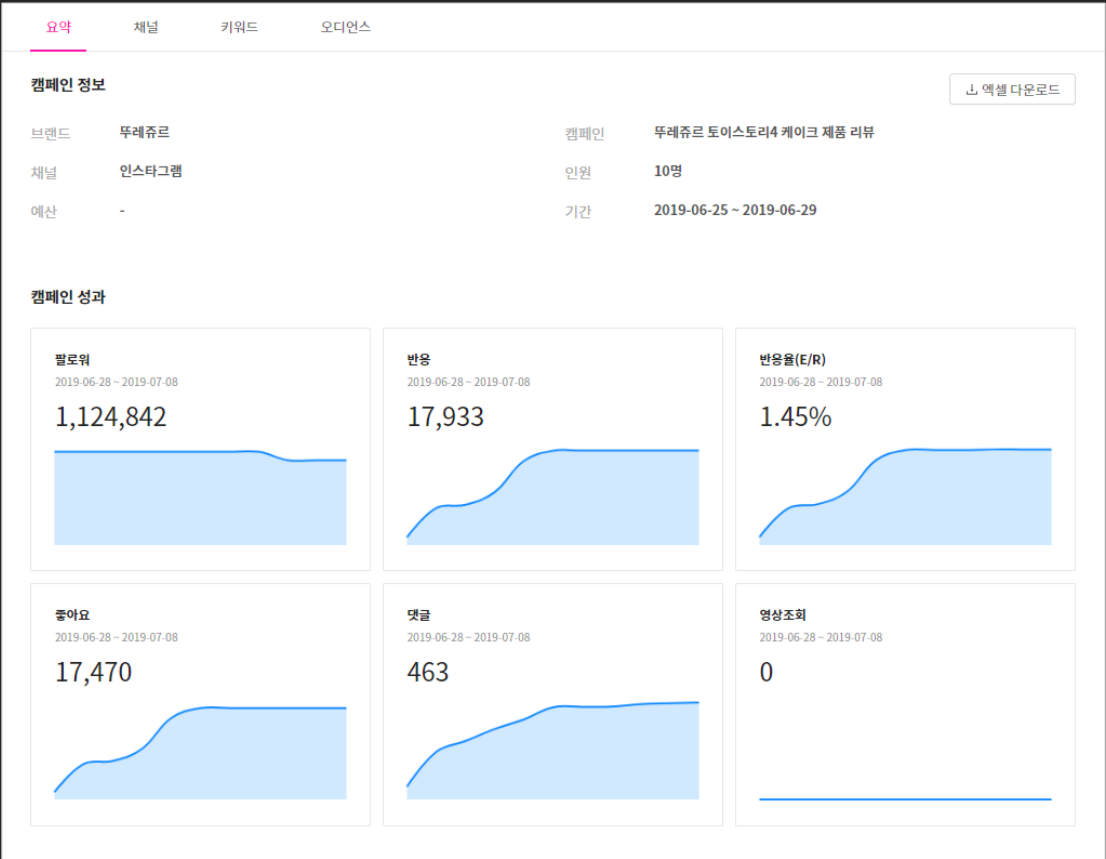 요약 채널 키워드 오디언스
캠페인 정보
엑셀 다운로드
브랜드 뚜레쥬르 캠페인 뚜레쥬르 토이스토리4 케이크 제품 리뷰
채널 인스타그램 인원 10명
예산 - 기간 2019-06-25 ~ 2019-06-29
캠페인 성과
팔로워
2019-06-28 ~ 2019-07-08
1,124,842
반응
2019-06-28 ~ 2019-07-08
17,933
반응율(E/R)
2019-06-28 ~ 2019-07-08
1.45%
좋아요
2019-06-28 ~ 2019-07-08
17,470
댓글
2019-06-28 ~ 2019-07-08
463
영상조회
2019-06-28 ~ 2019-07-08
0